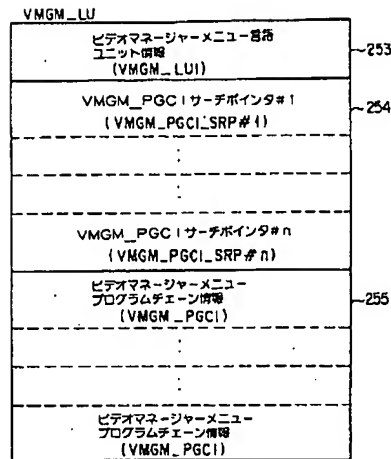 VMGM_LU
ビデオマネージャーメニュー言語
ユニット情報
(VMGM_LUI)
253
VMGM_PGCIサーチポインタ#1
(VMGM_PGCI_SRP#1)
254
VMGM_PGCIサーチポインタ#n
(VMGM_PGCI_SRP#n)
ビデオマネージャーメニュー
プログラムチェーン情報
(VMGM_PGCI)
255
ビデオマネージャーメニュー
プログラムチェーン情報
(VMGM_PGCI)